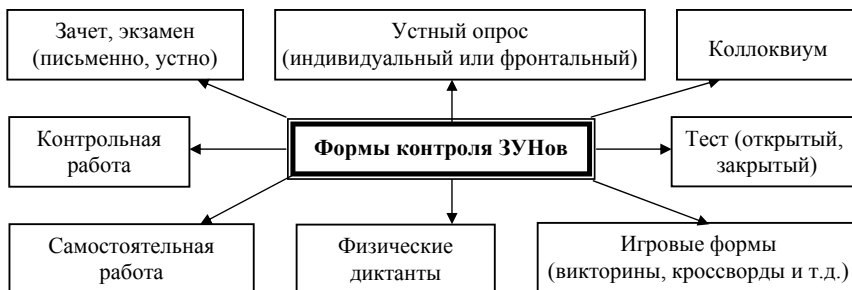 Зачет, экзамен
(письменно, устно)
Устный опрос
(индивидуальный или фронтальный)
Коллоквиум
Контрольная
работа
Формы контроля ЗУНов
Тест (открытый,
закрытый)
Самостоятельная
работа
Физические
диктанты
Игровые формы
(викторины, кроссворды и т.д.)